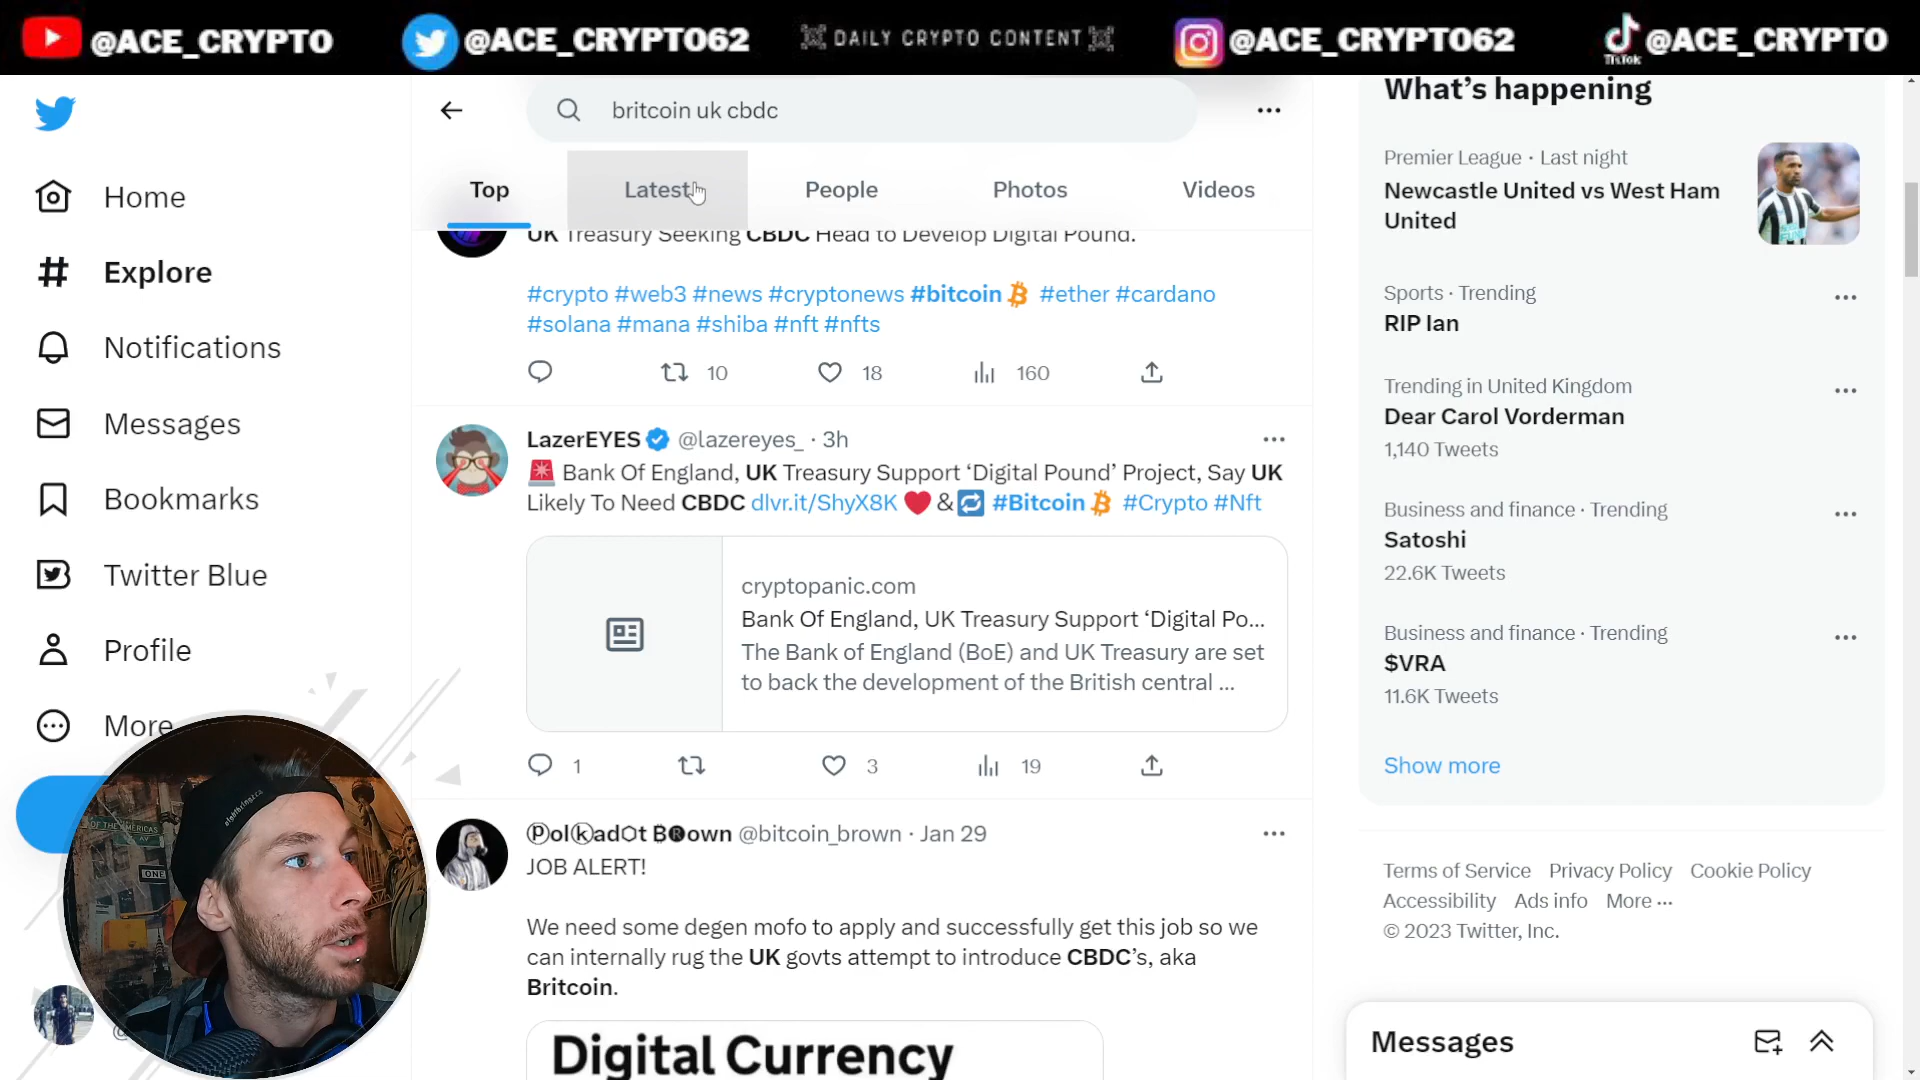 @ACE_CRYPTO
@ACE_CRYPTO62
DAILY CRYPTO CONTENT
@ACE_CRYPTO62
TikTok
@ACE_CRYPTO
Home
Explore
Notifications
Messages
Bookmarks
Twitter Blue
Profile
More
britcoin uk cbdc
Top
Latest
People
Photos
Videos
UK Treasury Seeking CBDC Head to Develop Digital Pound.
#crypto #web3 #news #cryptonews #bitcoin #ether #cardano
#solana #mana #shiba #nft #nfts
10
18
160
LazerEYES @lazereyes_ · 3h
🚨 Bank Of England, UK Treasury Support ‘Digital Pound’ Project, Say UK
Likely To Need CBDC dlvr.it/ShyX8K ❤️ & 🔁 #Bitcoin #Crypto #Nft
cryptopanic.com
Bank Of England, UK Treasury Support ‘Digital Po...
The Bank of England (BoE) and UK Treasury are set
to back the development of the British central ...
1
3
19
ⓟolⓚad⬡t ₿🅡own @bitcoin_brown · Jan 29
JOB ALERT!
We need some degen mofo to apply and successfully get this job so we
can internally rug the UK govts attempt to introduce CBDC’s, aka
Britcoin.
Digital Currency
What’s happening
Premier League · Last night
Newcastle United vs West Ham
United
Sports · Trending
RIP Ian
Trending in United Kingdom
Dear Carol Vorderman
1,140 Tweets
Business and finance · Trending
Satoshi
22.6K Tweets
Business and finance · Trending
$VRA
11.6K Tweets
Show more
Terms of Service Privacy Policy Cookie Policy
Accessibility Ads info More ···
© 2023 Twitter, Inc.
Messages
OF THE AMERICAS
AV
ONE